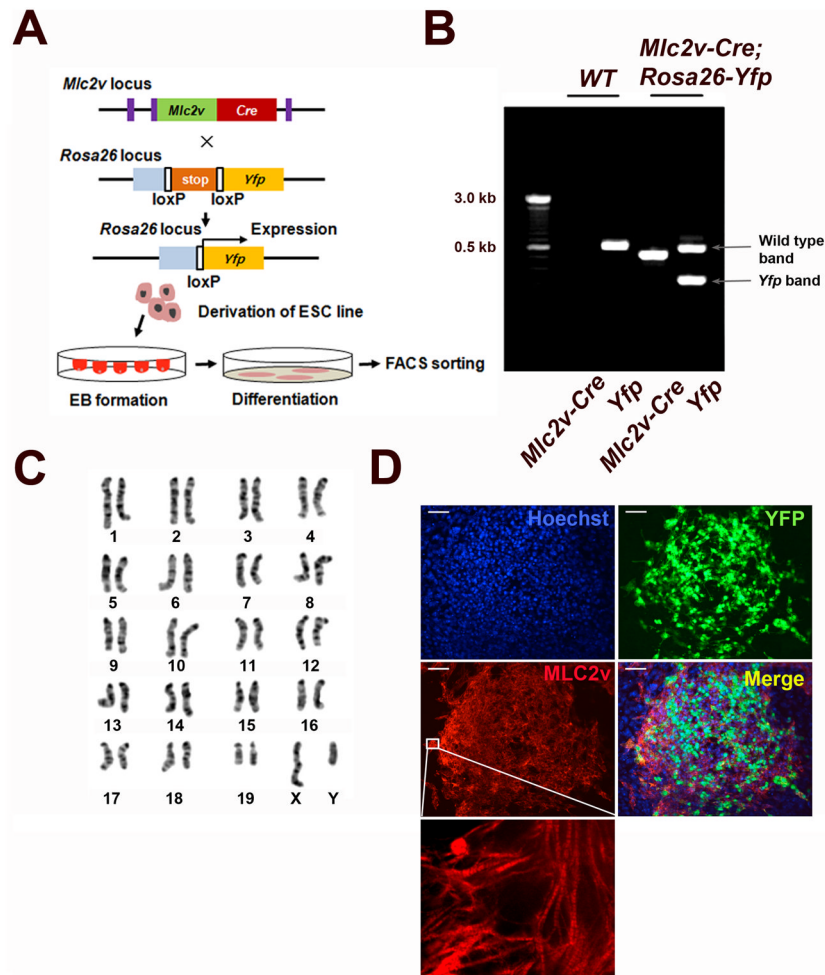 A
Mlc2v locus
Mlc2v Cre
×
Rosa26 locus
stop Yfp
loxP loxP
Rosa26 locus
Expression
Yfp
loxP
Derivation of ESC line
EB formation
Differentiation
FACS sorting
B
WT
Mlc2v-Cre;
Rosa26-Yfp
3.0 kb
0.5 kb
Wild type
band
Yfp band
Mlc2v-Cre
Yfp
Mlc2v-Cre
Yfp
C
1 2 3 4
5 6 7 8
9 10 11 12
13 14 15 16
17 18 19 X Y
D
Hoechst
YFP
MLC2v
Merge